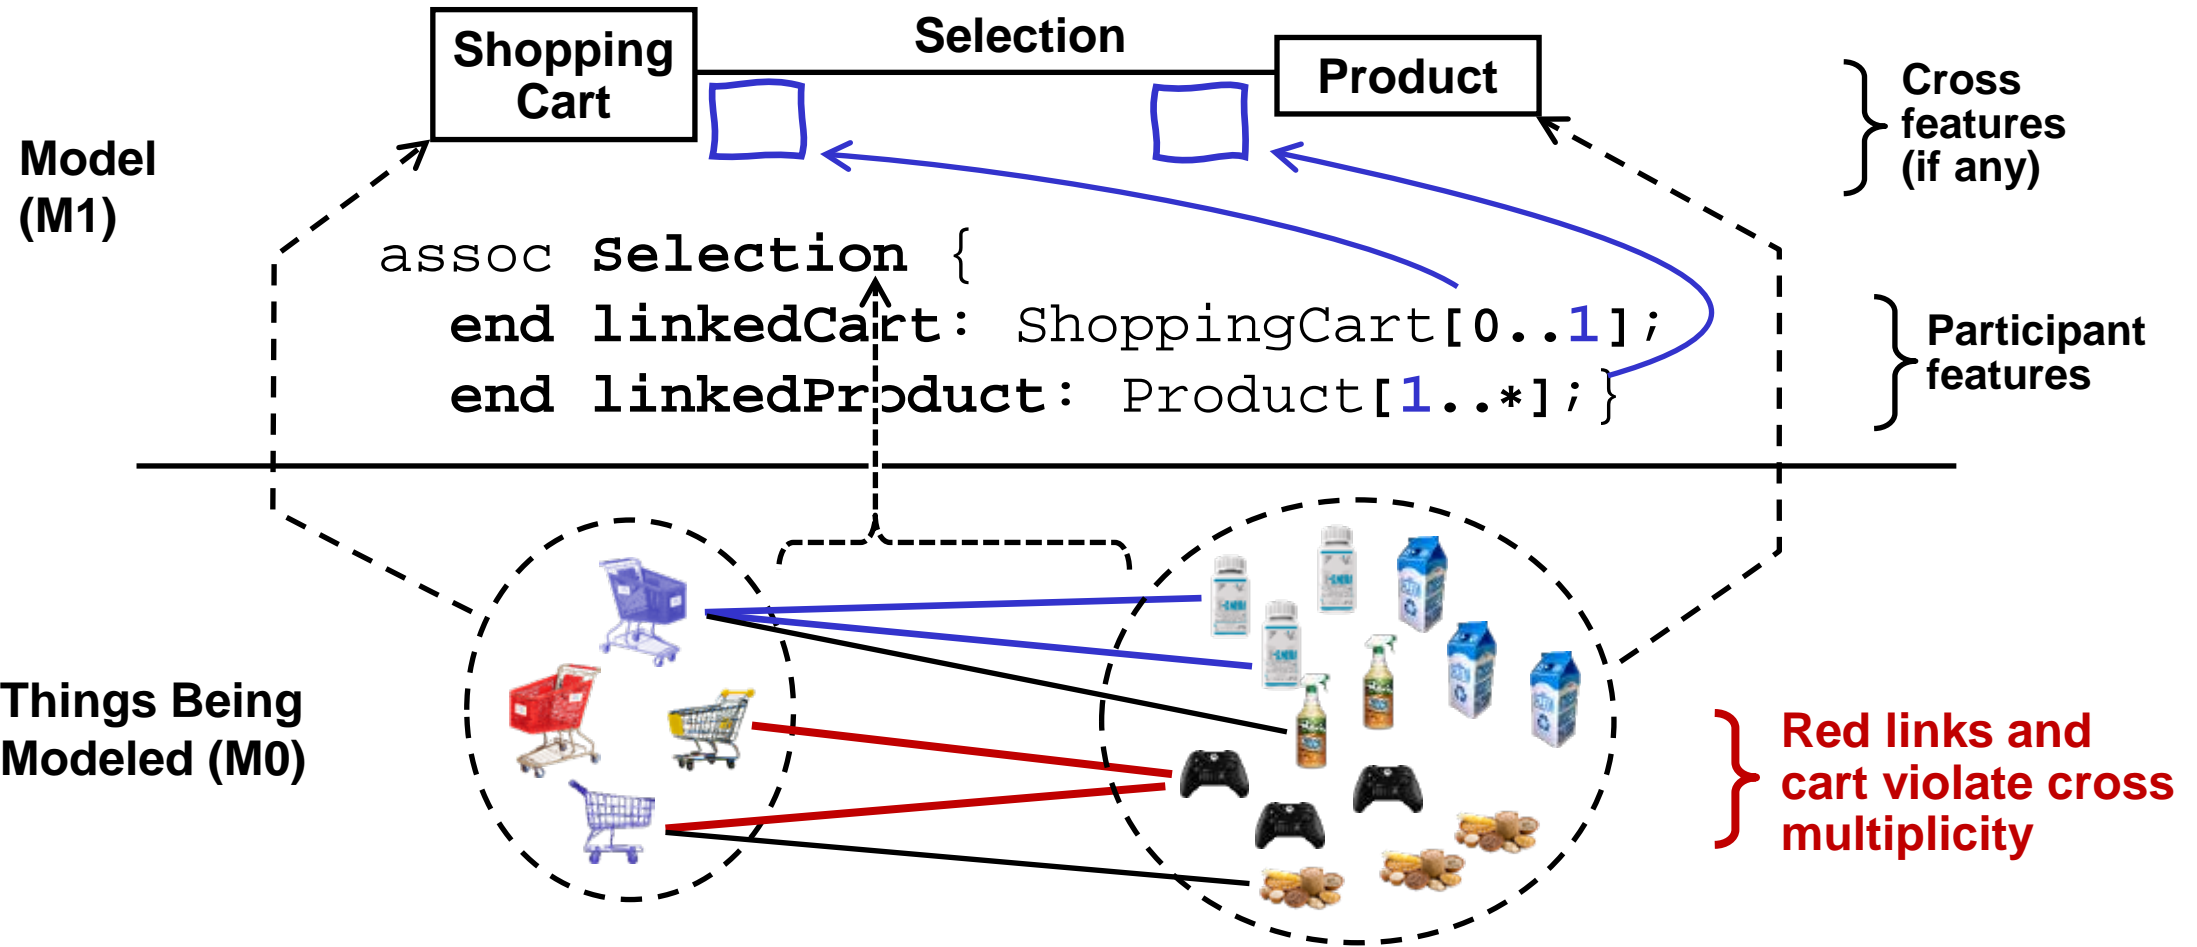 Shopping
Cart
Selection
Product
Cross
features
(if any)
Model
(M1)
assoc Selection {
end linkedCart: ShoppingCart[0..1];
end linkedProduct: Product[1..*];}
Participant
features
Things Being
Modeled (M0)
Red links and
cart violate cross
multiplicity